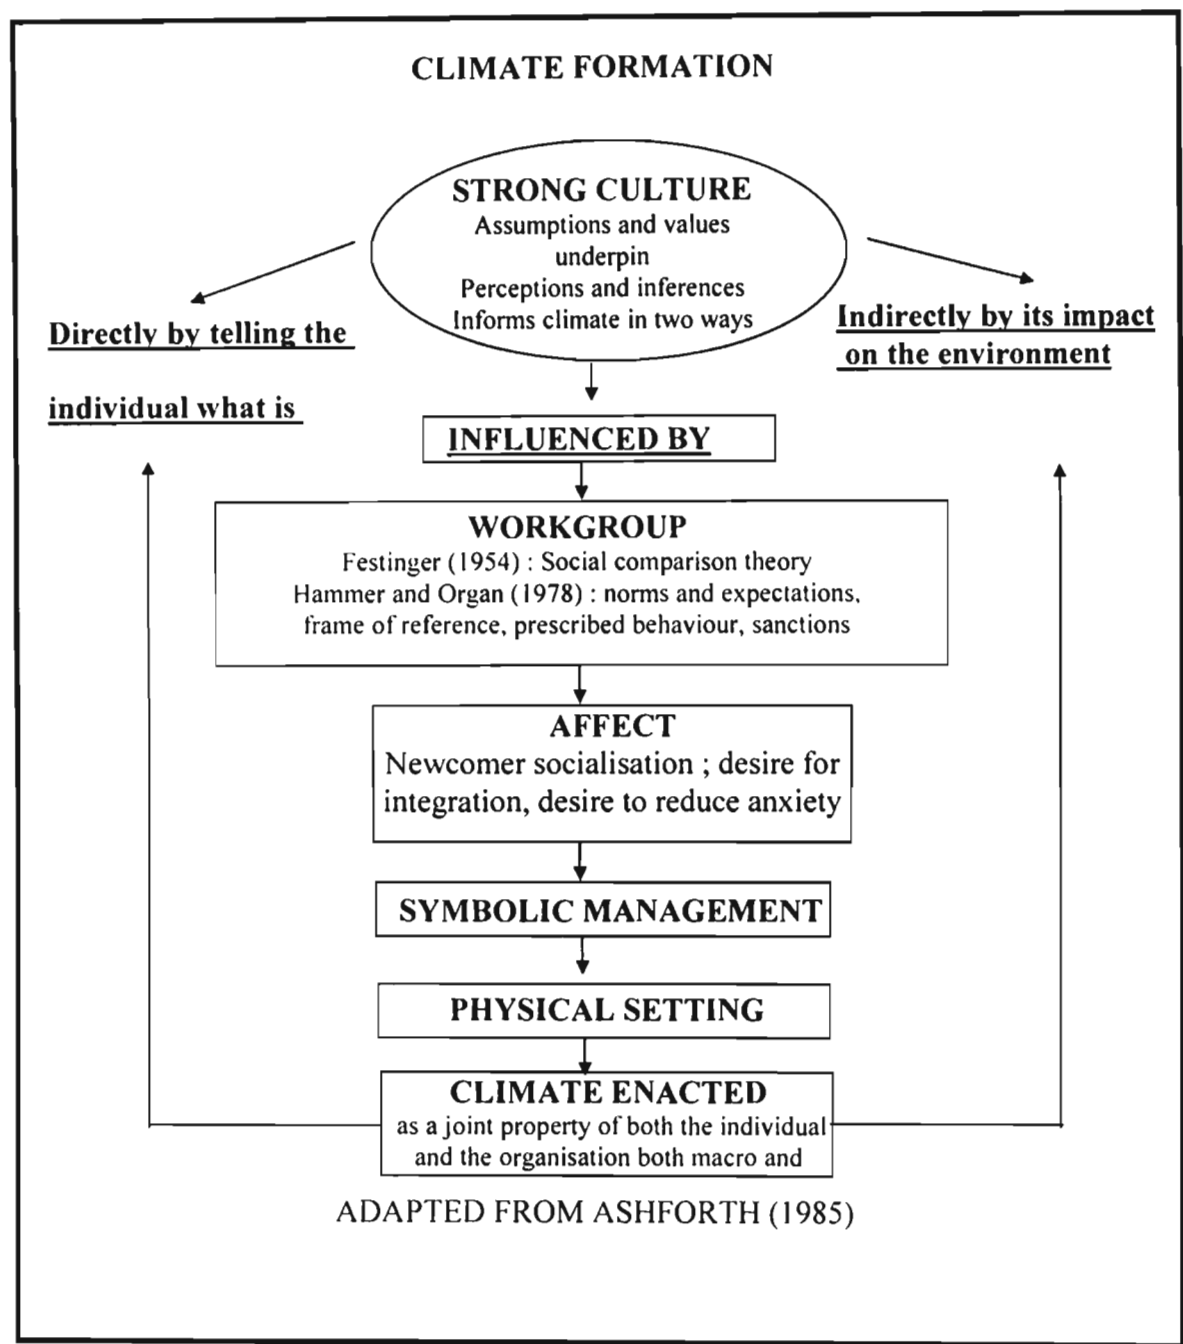 CLIMATE FORMATION
STRONG CULTURE
Assumptions and values
underpin
Perceptions and inferences
Informs climate in two ways
Directly by telling the
individual what is
Indirectly by its impact
on the environment
INFLUENCED BY
WORKGROUP
Festinger (1954) : Social comparison theory
Hammer and Organ (1978) : norms and expectations,
frame of reference, prescribed behaviour, sanctions
AFFECT
Newcomer socialisation ; desire for
integration, desire to reduce anxiety
SYMBOLIC MANAGEMENT
PHYSICAL SETTING
CLIMATE ENACTED
as a joint property of both the individual
and the organisation both macro and
ADAPTED FROM ASHFORTH (1985)